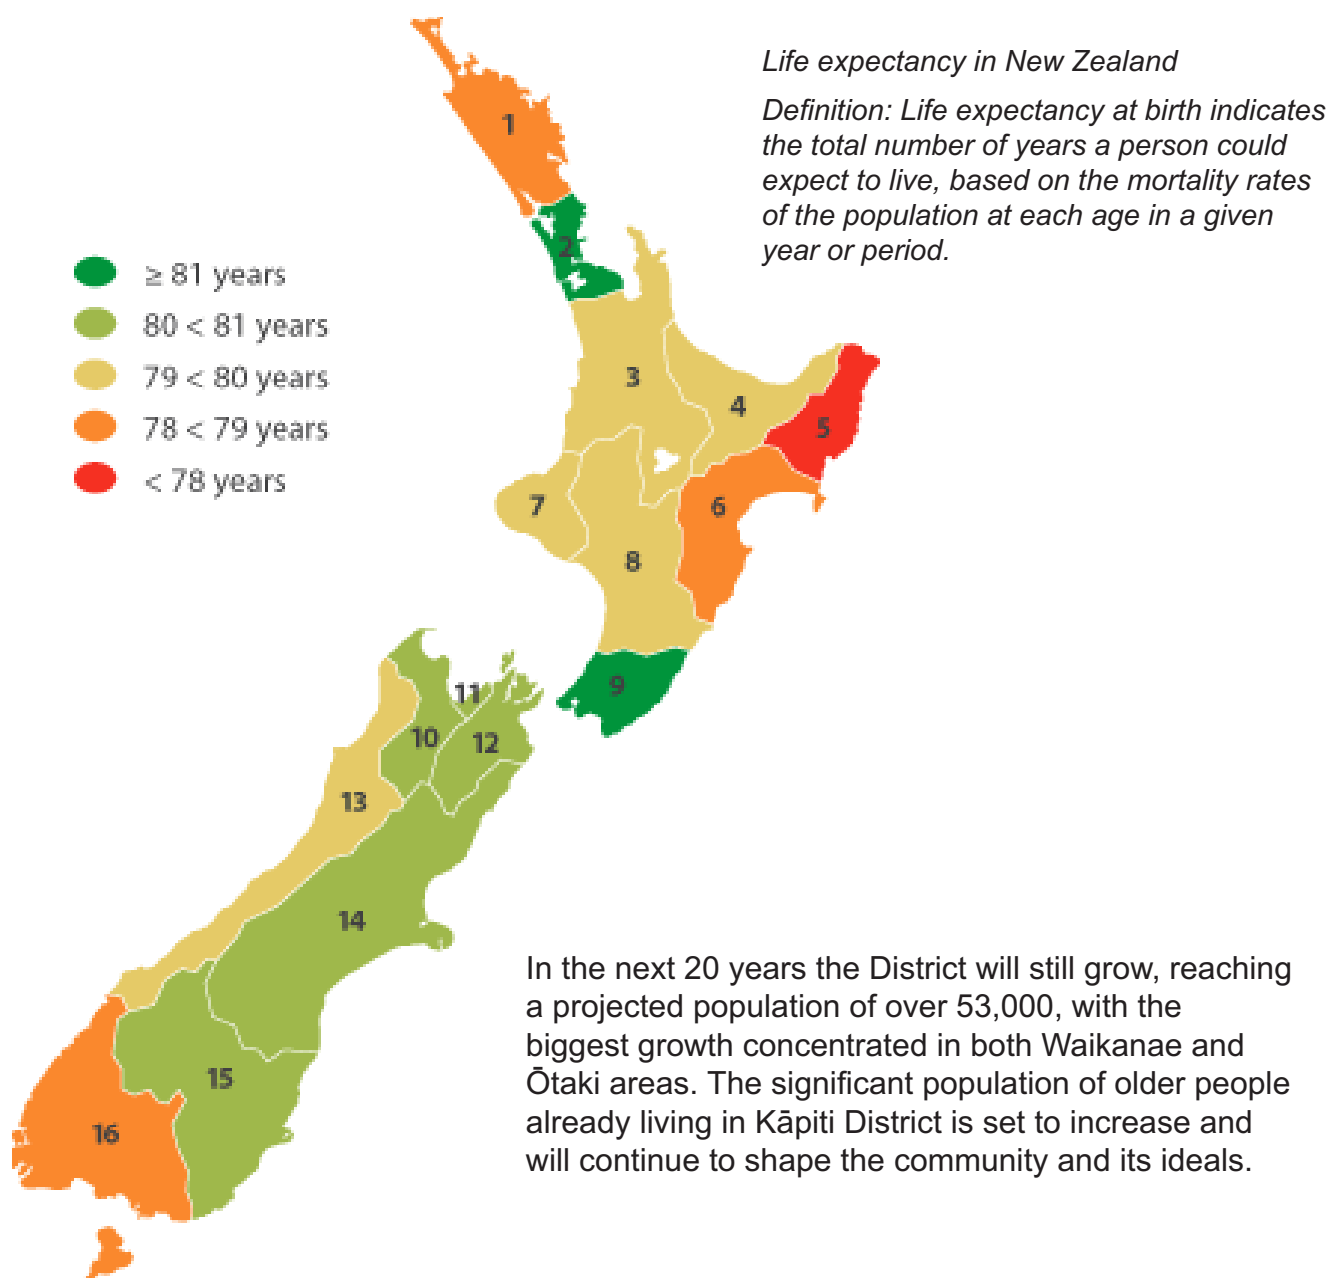 Life expectancy in New Zealand
Definition: Life expectancy at birth indicates
the total number of years a person could
expect to live, based on the mortality rates
of the population at each age in a given
year or period.
≥ 81 years
80 < 81 years
79 < 80 years
78 < 79 years
< 78 years
1
2
3
4
5
6
7
8
9
10
11
12
13
14
15
16
In the next 20 years the District will still grow, reaching
a projected population of over 53,000, with the
biggest growth concentrated in both Waikanae and
Ōtaki areas. The significant population of older people
already living in Kāpiti District is set to increase and
will continue to shape the community and its ideals.